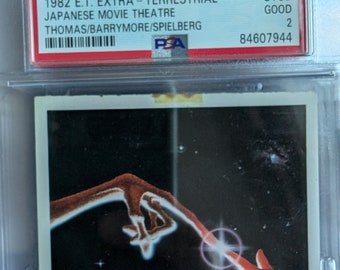 1982 E.T. EXTRA - TERRESTRIAL
JAPANESE MOVIE THEATRE GOOD
THOMAS/BARRYMORE/SPIELBERG 2
PSA 84607944